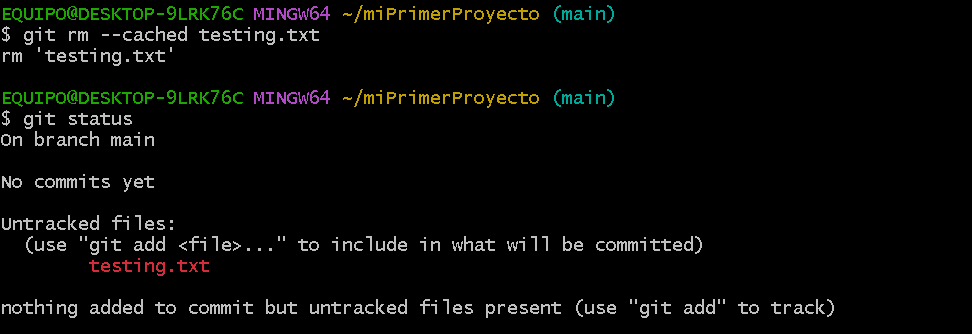 EQUIPO@DESKTOP-9LRK76C MINGW64 ~/miPrimerProyecto (main)
$ git rm --cached testing.txt
rm 'testing.txt'
EQUIPO@DESKTOP-9LRK76C MINGW64 ~/miPrimerProyecto (main)
$ git status
On branch main
No commits yet
Untracked files:
(use "git add <file>..." to include in what will be committed)
testing.txt
nothing added to commit but untracked files present (use "git add" to track)